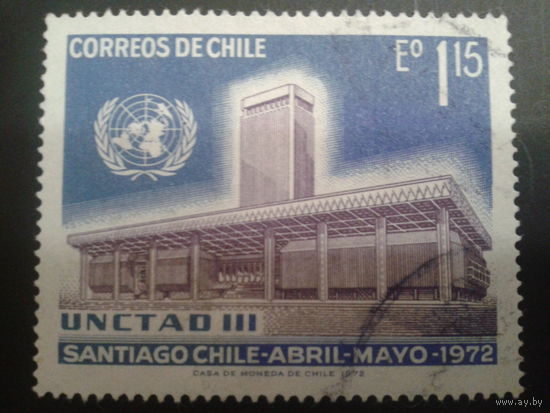 CORREOS DE CHILE
Eº 1,15
UNCTAD III
SANTIAGO CHILE-ABRIL-MAYO-1972
CASA DE MONEDA DE CHILE 1972
www.ay.by